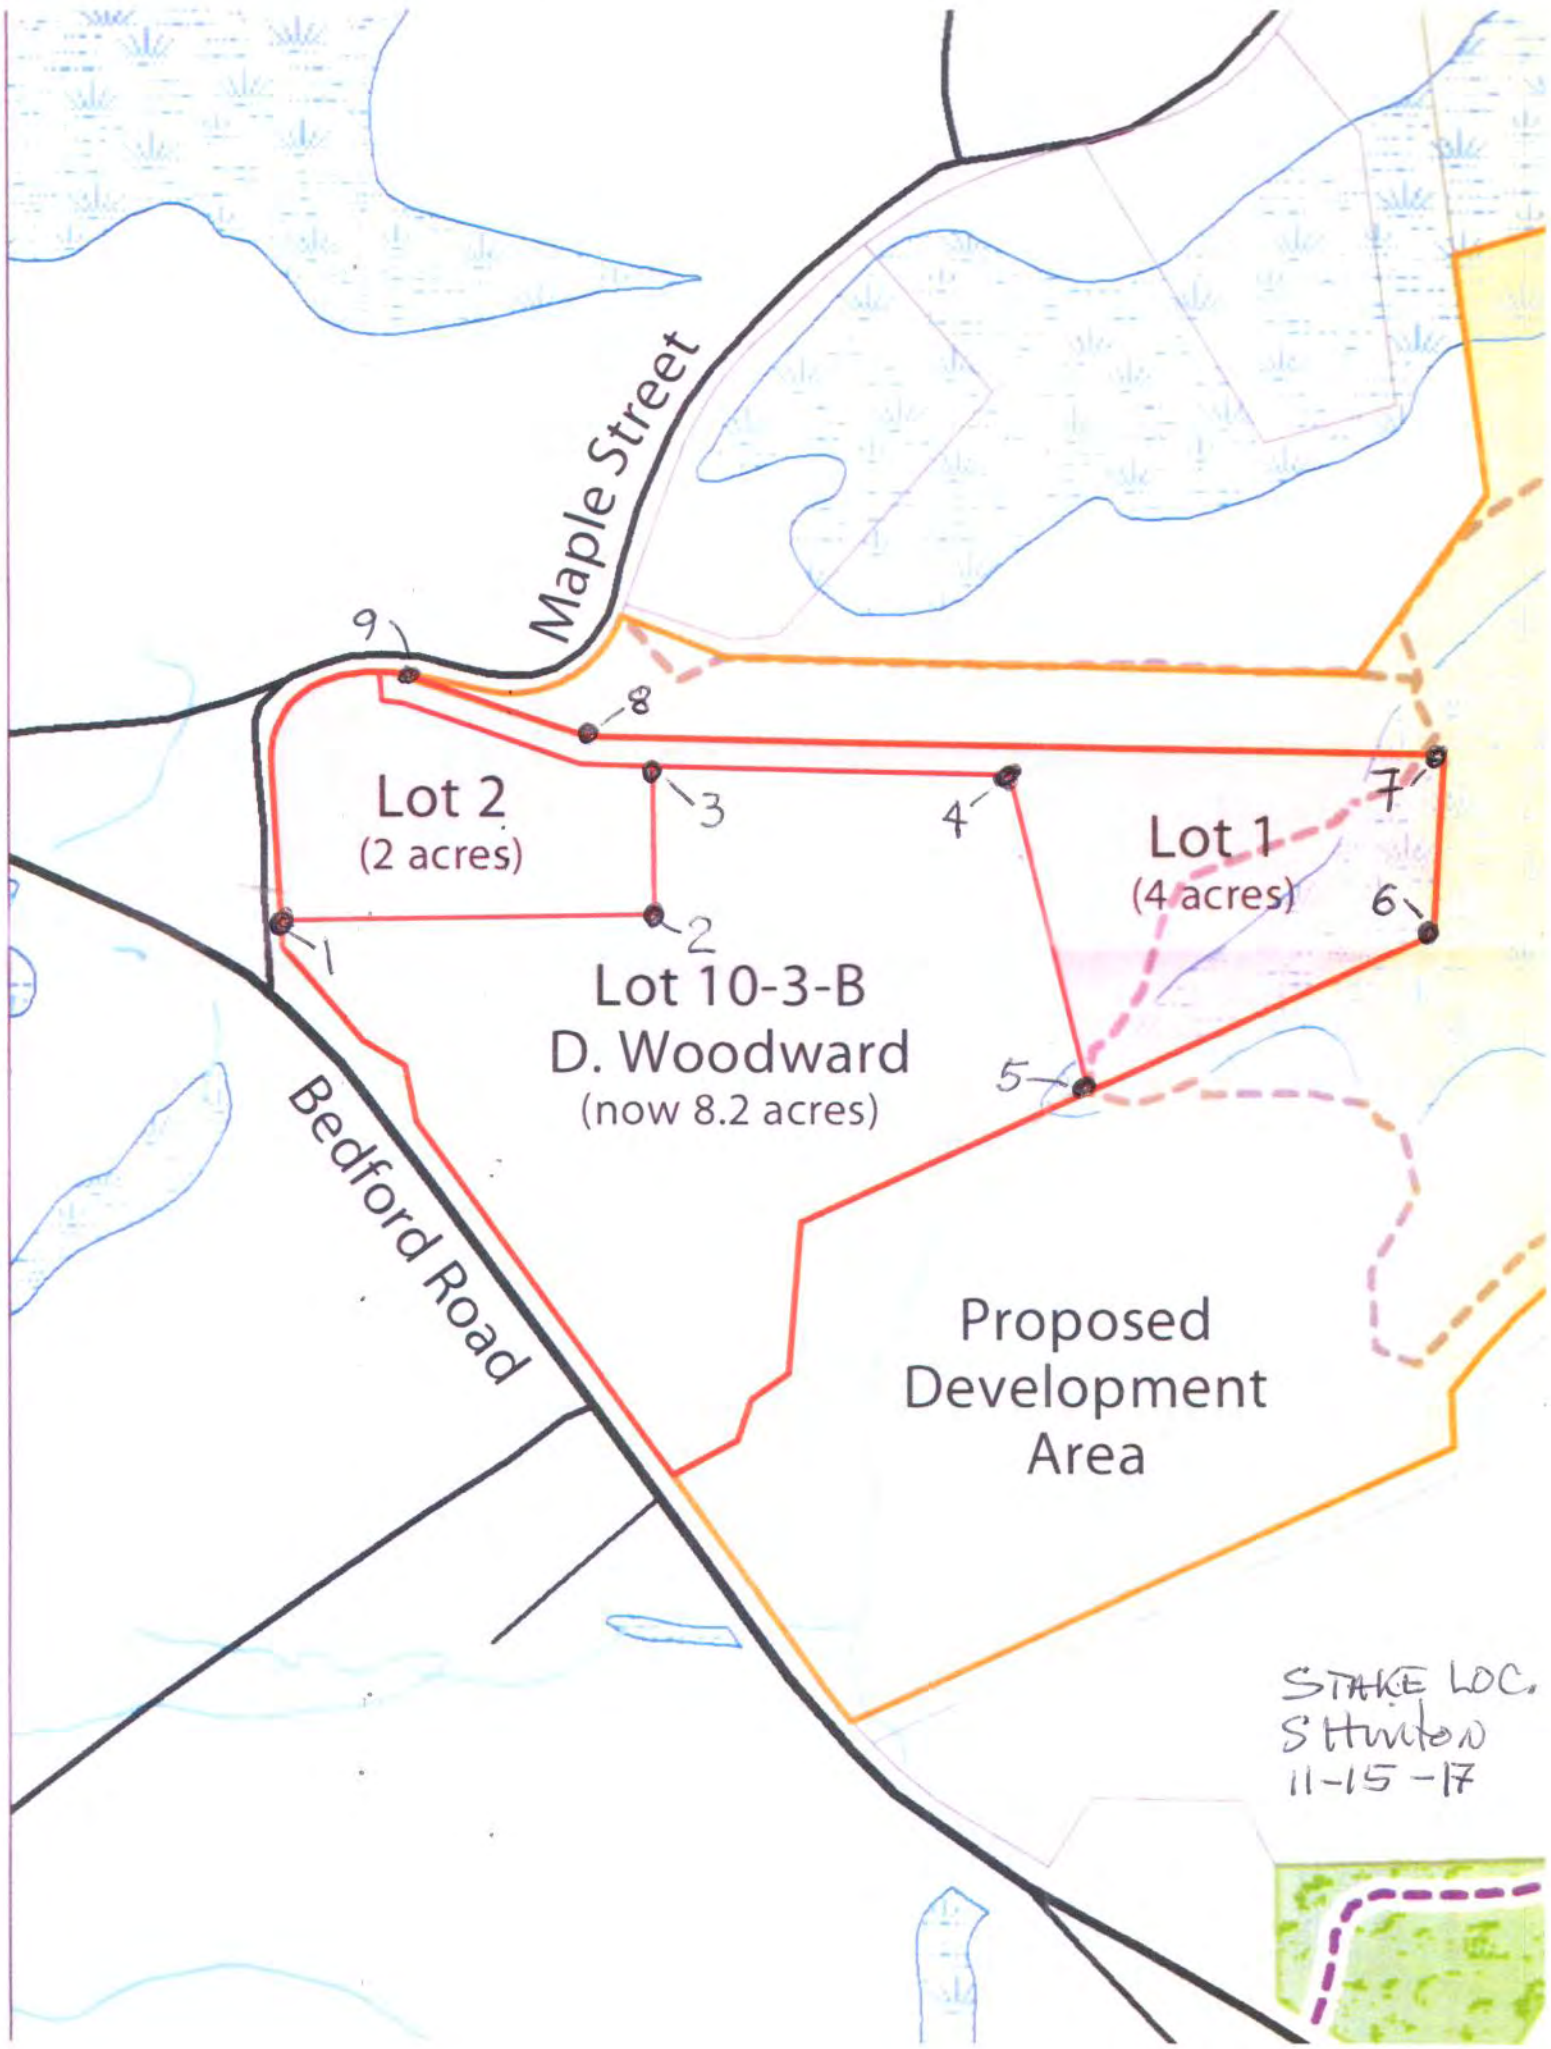 Maple Street
9
8
Lot 2
(2 acres)
3
4
7
Lot 1
(4 acres)
6
1
2
Lot 10-3-B
D. Woodward
(now 8.2 acres)
5
Bedford Road
Proposed
Development
Area
STAKE LOC.
11-15-17